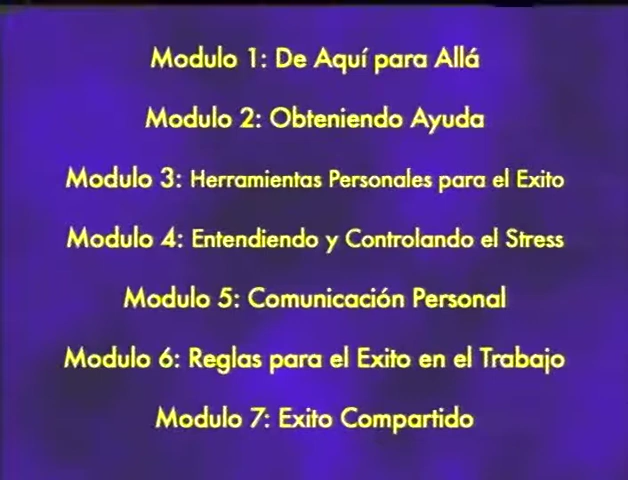 Modulo 1: De Aquí para Allá
Modulo 2: Obteniendo Ayuda
Modulo 3: Herramientas Personales para el Exito
Modulo 4: Entendiendo y Controlando el Stress
Modulo 5: Comunicación Personal
Modulo 6: Reglas para el Exito en el Trabajo
Modulo 7: Exito Compartido